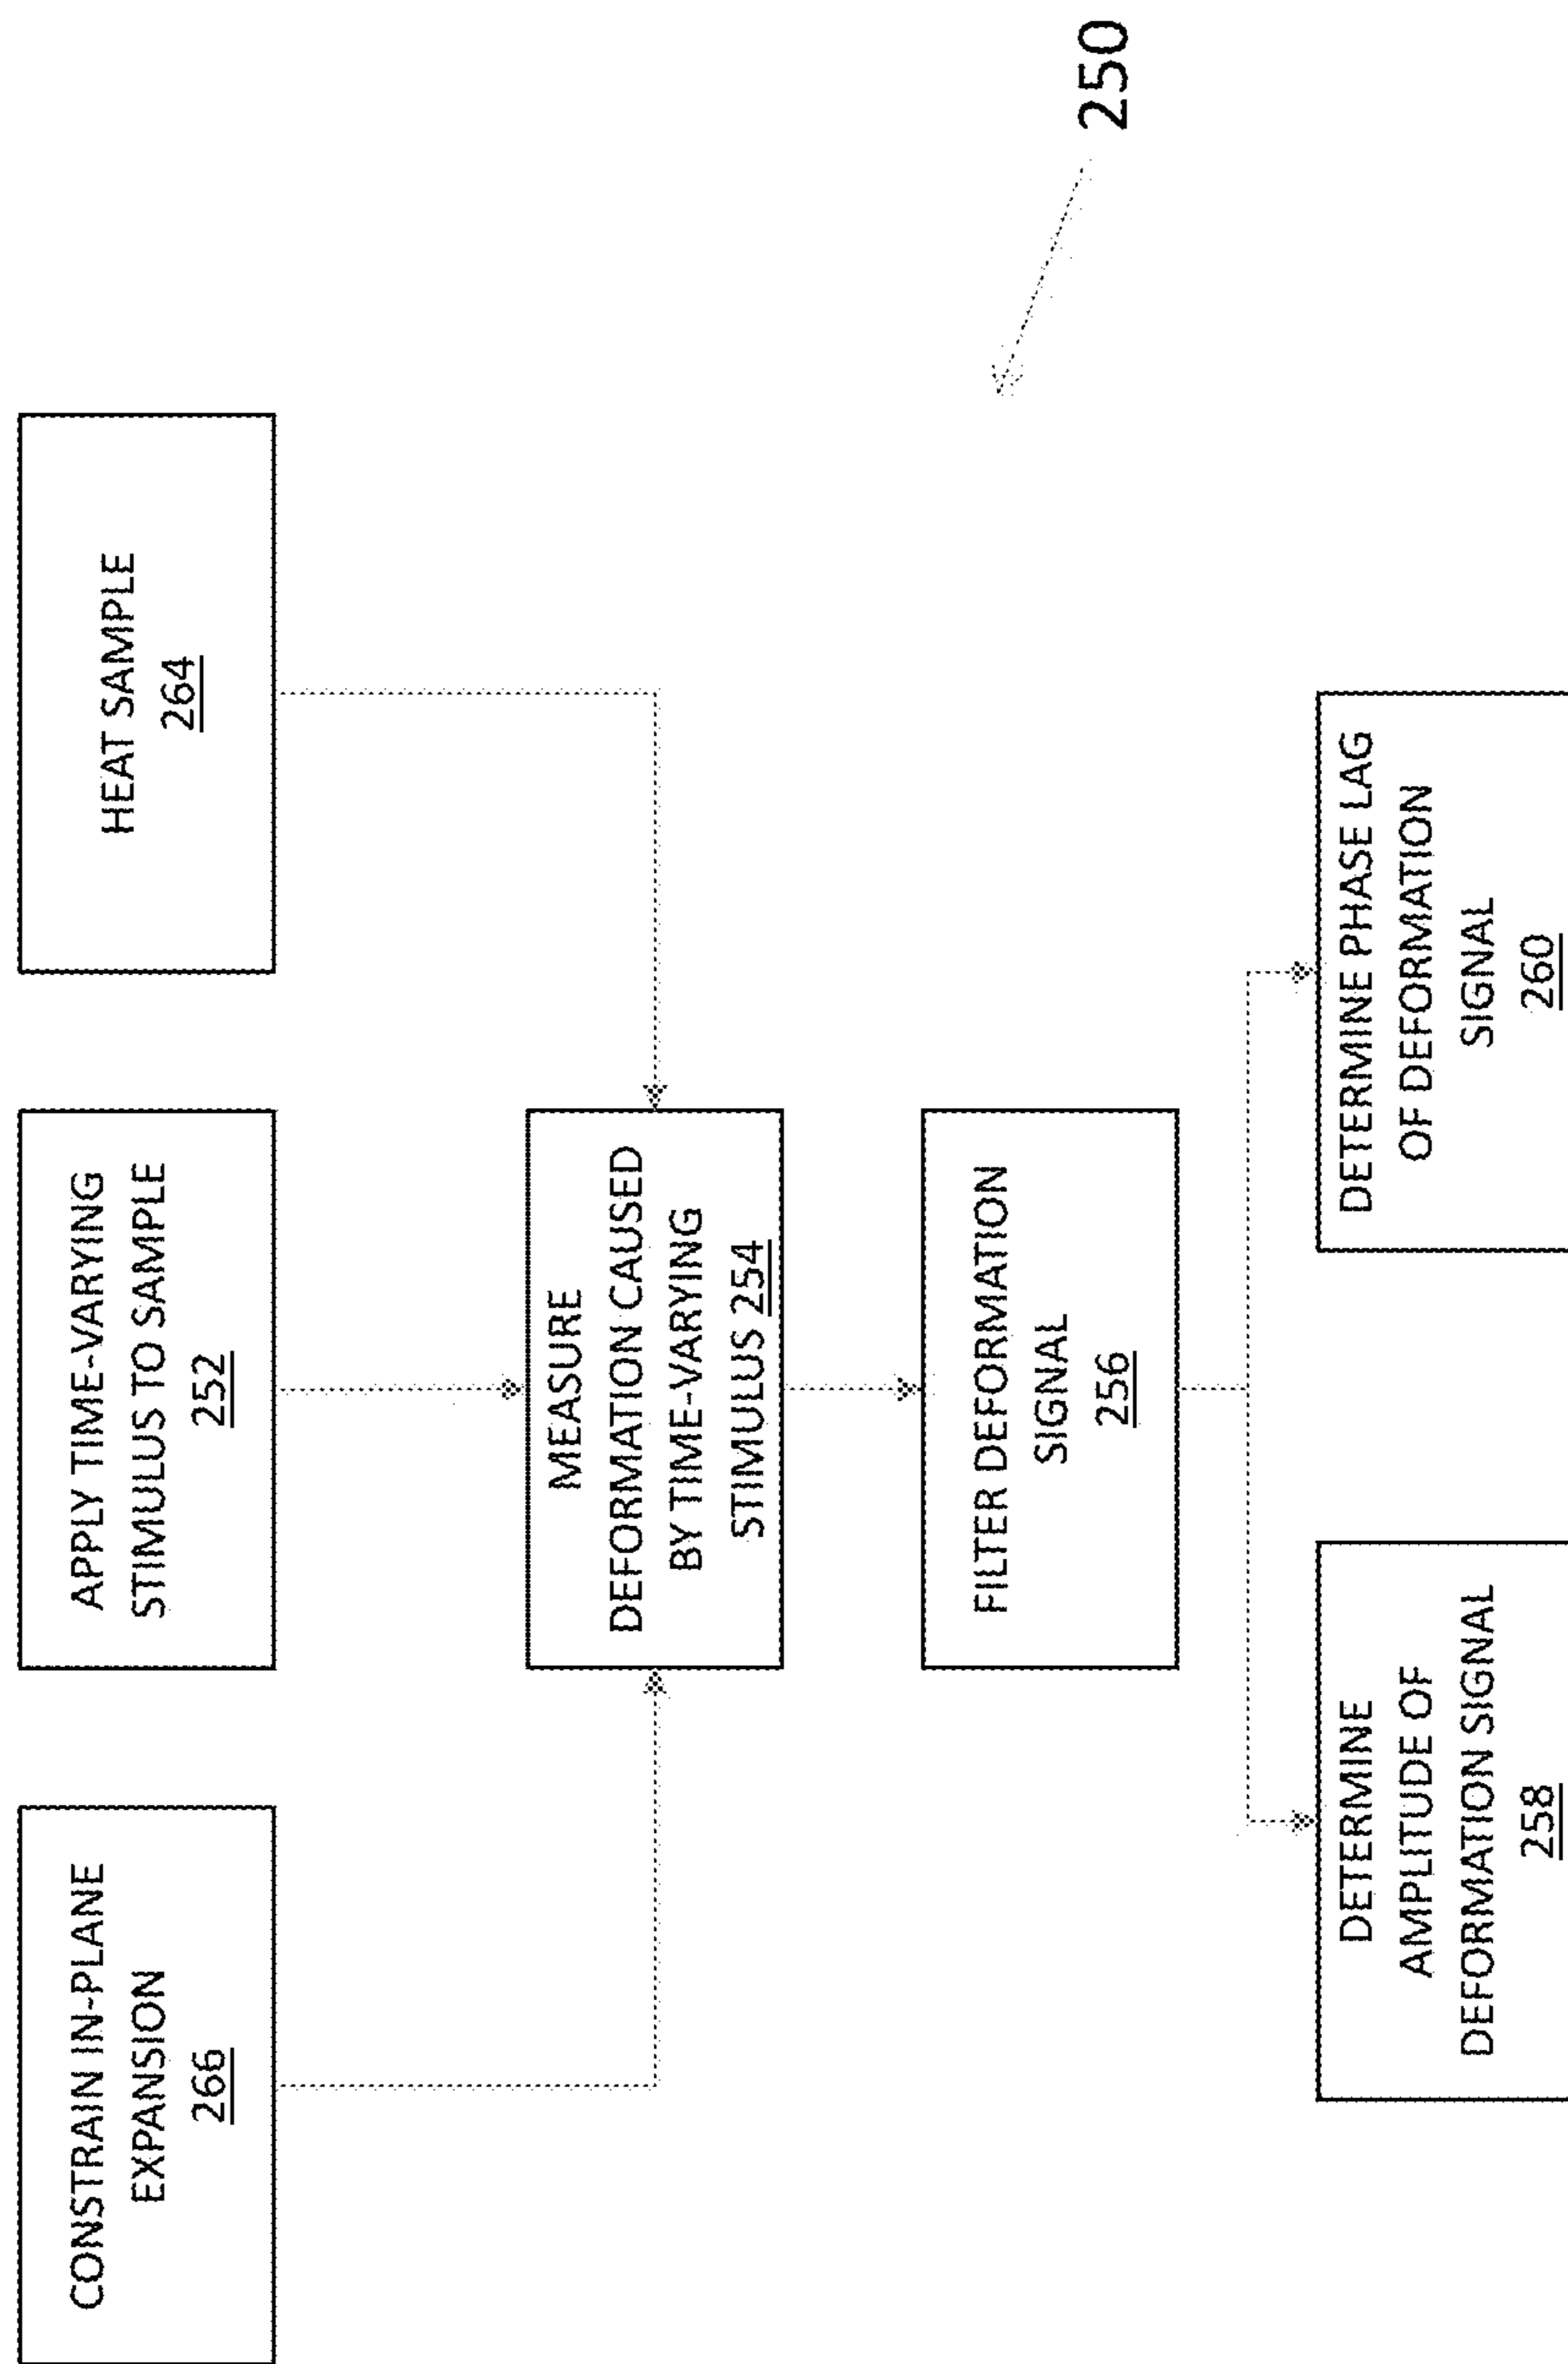 CONSTRAIN IN-PLANE
EXPANSION
266
APPLY TIME-VARYING
STIMULUS TO SAMPLE
252
HEAT SAMPLE
264
MEASURE
DEFORMATION CAUSED
BY TIME-VARYING
STIMULUS 254
FILTER DEFORMATION
SIGNAL
256
DETERMINE
AMPLITUDE OF
DEFORMATION SIGNAL
258
DETERMINE PHASE LAG
OF DEFORMATION
SIGNAL
260
250